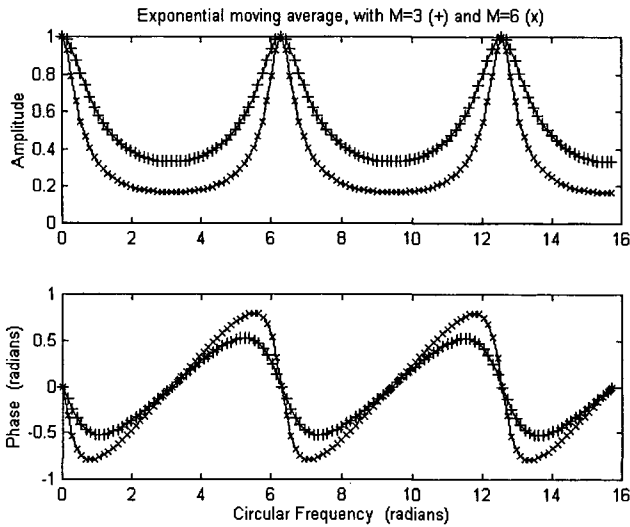 Exponential moving average, with M=3 (+) and M=6 (x)
1
0.8
0.6
0.4
0.2
0
Amplitude
0 2 4 6 8 10 12 14 16
1
0.5
0
-0.5
-1
Phase (radians)
0 2 4 6 8 10 12 14 16
Circular Frequency (radians)